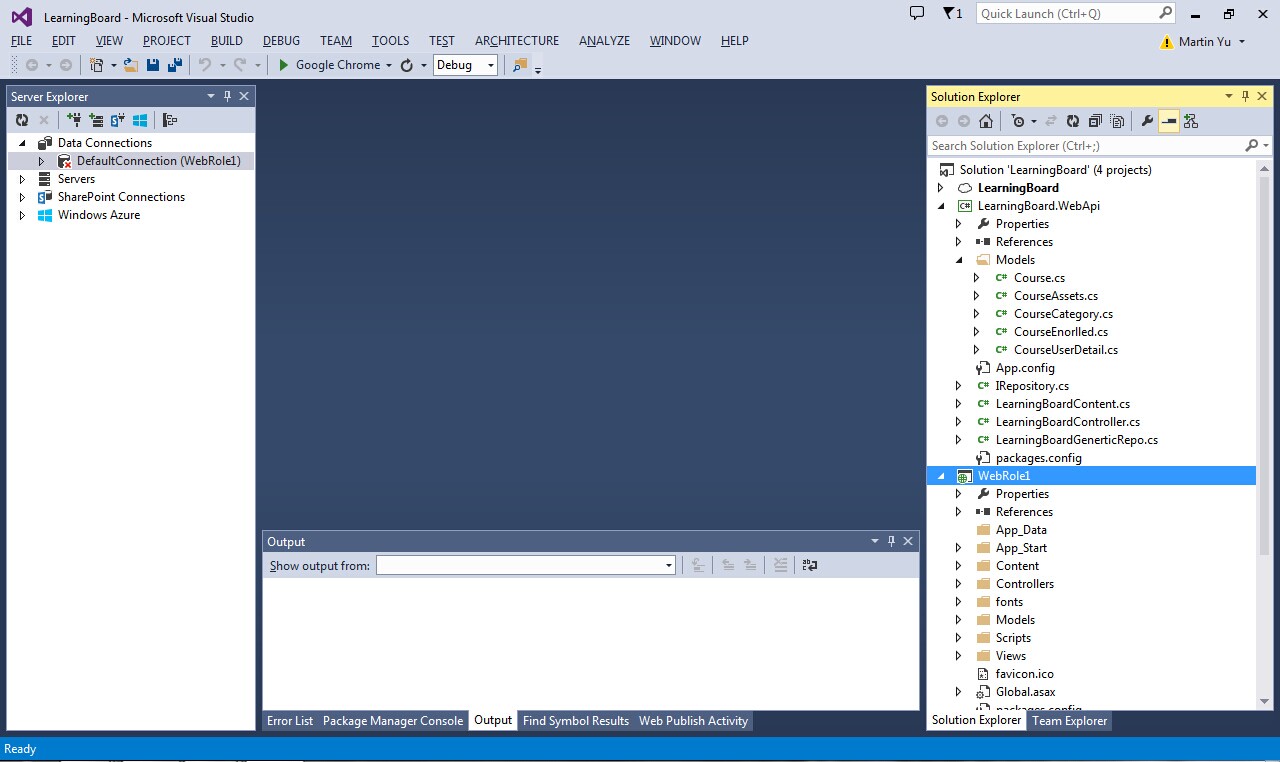 LearningBoard - Microsoft Visual Studio
1
Quick Launch (Ctrl+Q)
FILE EDIT VIEW PROJECT BUILD DEBUG TEAM TOOLS TEST ARCHITECTURE ANALYZE WINDOW HELP
Martin Yu
Google Chrome
Debug
Server Explorer
Data Connections
DefaultConnection (WebRole1)
Servers
SharePoint Connections
Windows Azure
Output
Show output from:
Error List Package Manager Console Output Find Symbol Results Web Publish Activity
Solution Explorer
Search Solution Explorer (Ctrl+;)
Solution 'LearningBoard' (4 projects)
LearningBoard
C# LearningBoard.WebApi
Properties
References
Models
C# Course.cs
C# CourseAssets.cs
C# CourseCategory.cs
C# CourseEnorlled.cs
C# CourseUserDetail.cs
App.config
C# IRepository.cs
C# LearningBoardContent.cs
C# LearningBoardController.cs
C# LearningBoardGenerticRepo.cs
packages.config
WebRole1
Properties
References
App_Data
App_Start
Content
Controllers
fonts
Models
Scripts
Views
favicon.ico
Global.asax
packages.config
Solution Explorer Team Explorer
Ready